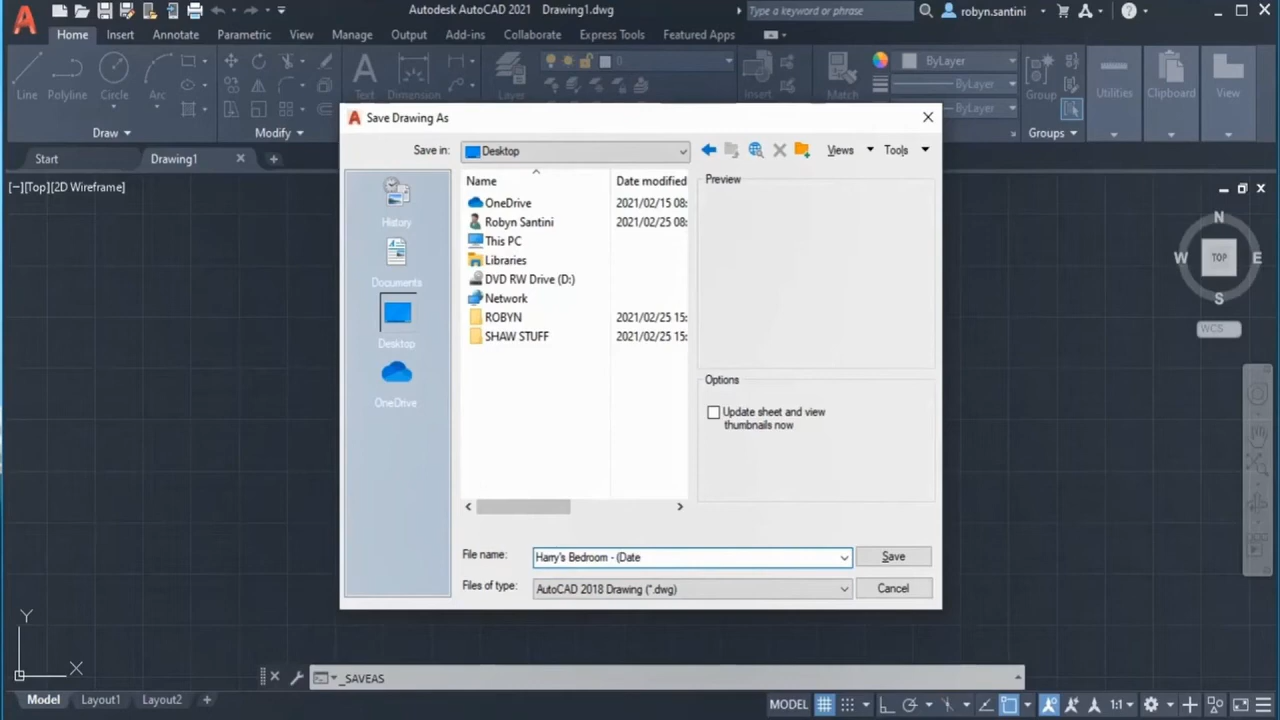 Autodesk AutoCAD 2021 Drawing1.dwg
Type a keyword or phrase
robyn.santini
Home Insert Annotate Parametric View Manage Output Add-ins Collaborate Express Tools Featured Apps
0
ByLayer
ByLayer
ByLayer
Line Polyline Circle Arc Text Dimension Layer Insert Match Group Utilities Clipboard View
Draw Modify Groups
Start Drawing1
[−][Top][2D Wireframe]
Save Drawing As
Save in: Desktop Views Tools
History
Documents
Desktop
OneDrive
Name Date modified
OneDrive 2021/02/15 08:
Robyn Santini 2021/02/25 08:
This PC
Libraries
DVD RW Drive (D:)
Network
ROBYN 2021/02/25 15:
SHAW STUFF 2021/02/25 15:
Preview
Options
Update sheet and view
thumbnails now
File name: Harry's Bedroom - (Date Save
Files of type: AutoCAD 2018 Drawing (*.dwg) Cancel
N
W TOP E
S
WCS
Y
X
_SAVEAS
Model Layout1 Layout2 +
MODEL 1:1